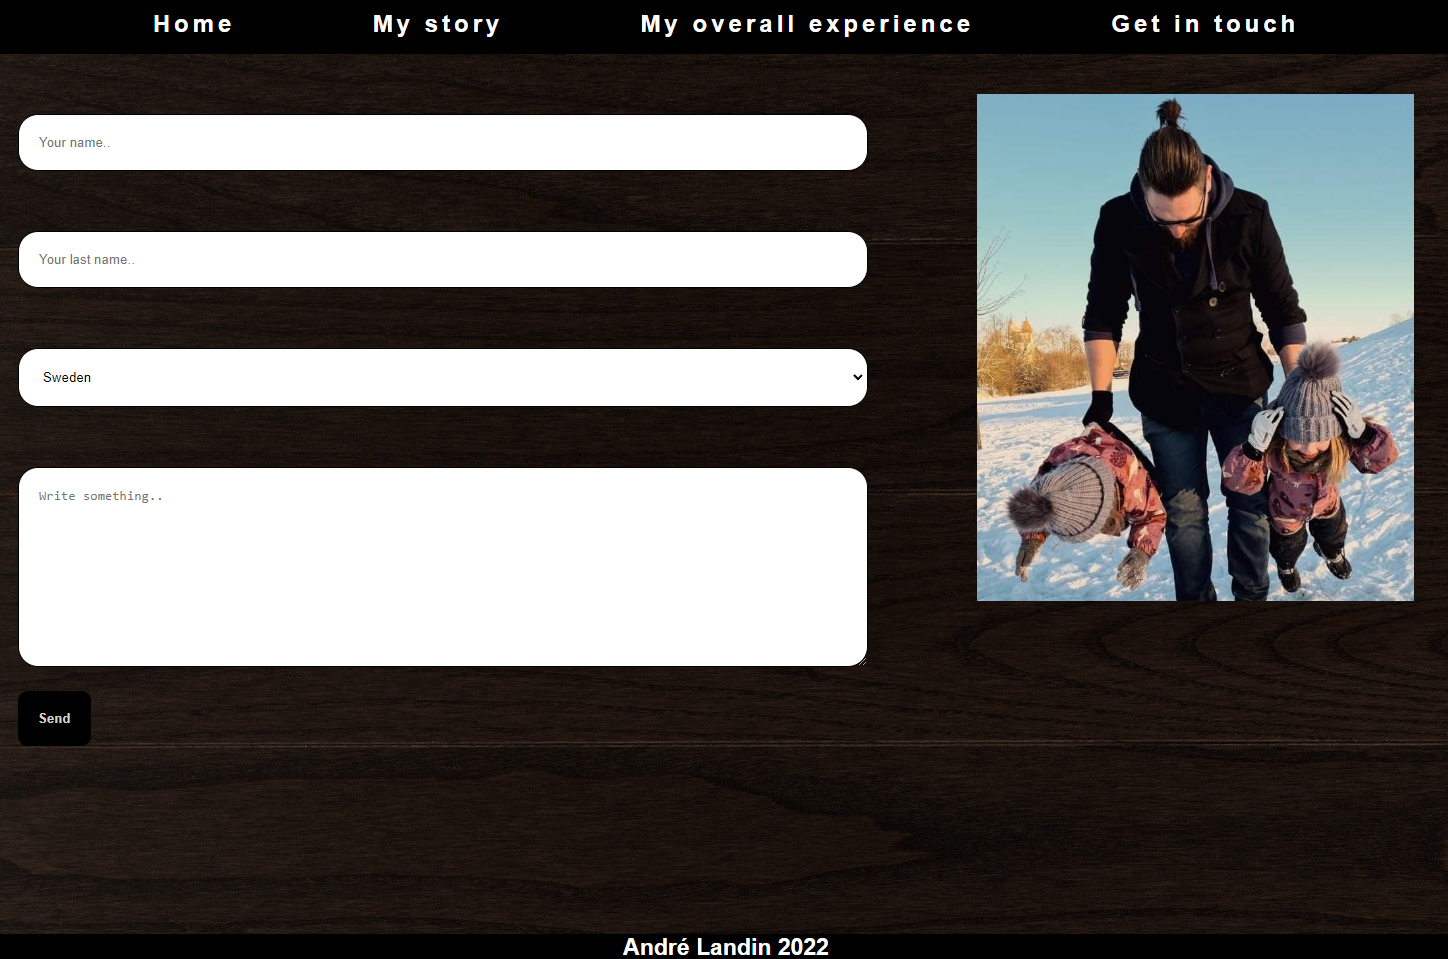 Home My story My overall experience Get in touch
Your name..
Your last name..
Sweden
Write something..
Send
André Landin 2022